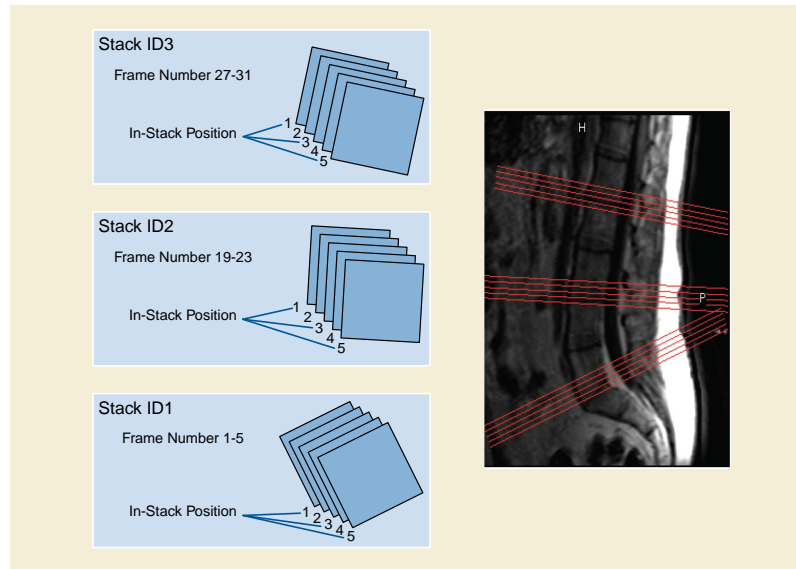 Stack ID3
Frame Number 27-31
In-Stack Position
1
2
3
4
5
Stack ID2
Frame Number 19-23
In-Stack Position
1
2
3
4
5
Stack ID1
Frame Number 1-5
In-Stack Position
1
2
3
4
5
H
P